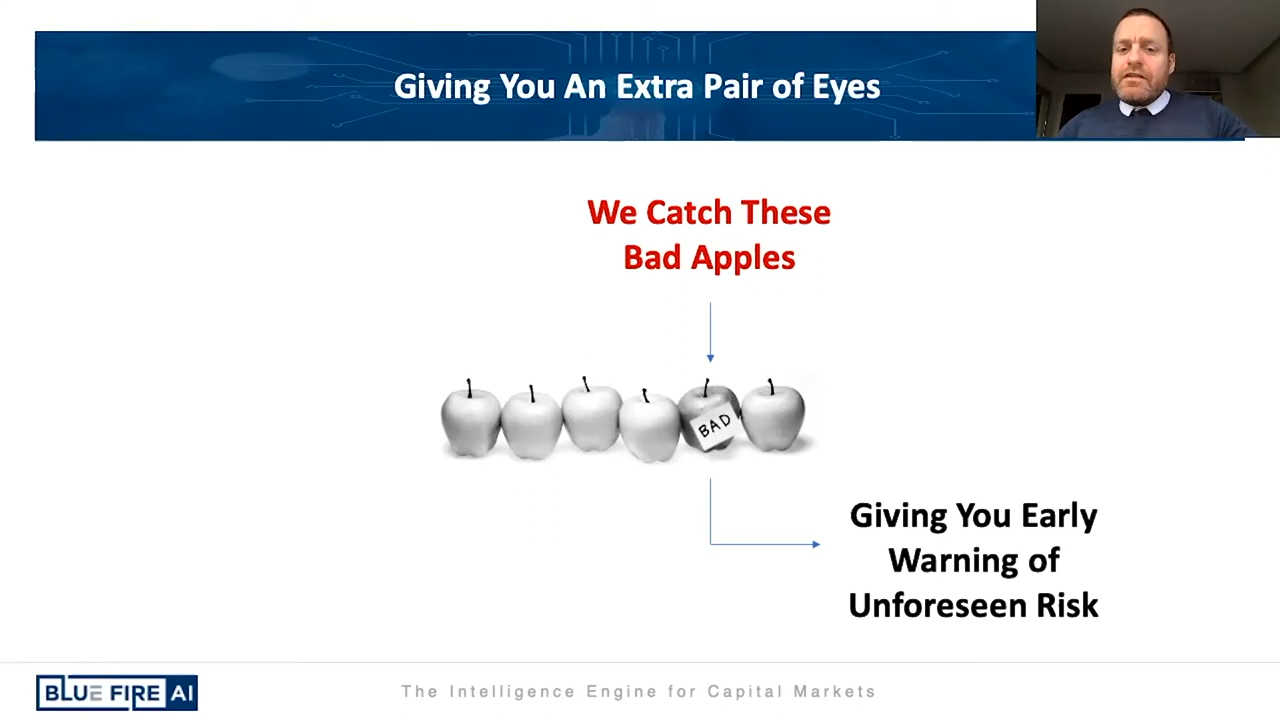 Giving You An Extra Pair of Eyes
We Catch These
Bad Apples
BAD
Giving You Early
Warning of
Unforeseen Risk
BLUE FIRE AI
The Intelligence Engine for Capital Markets